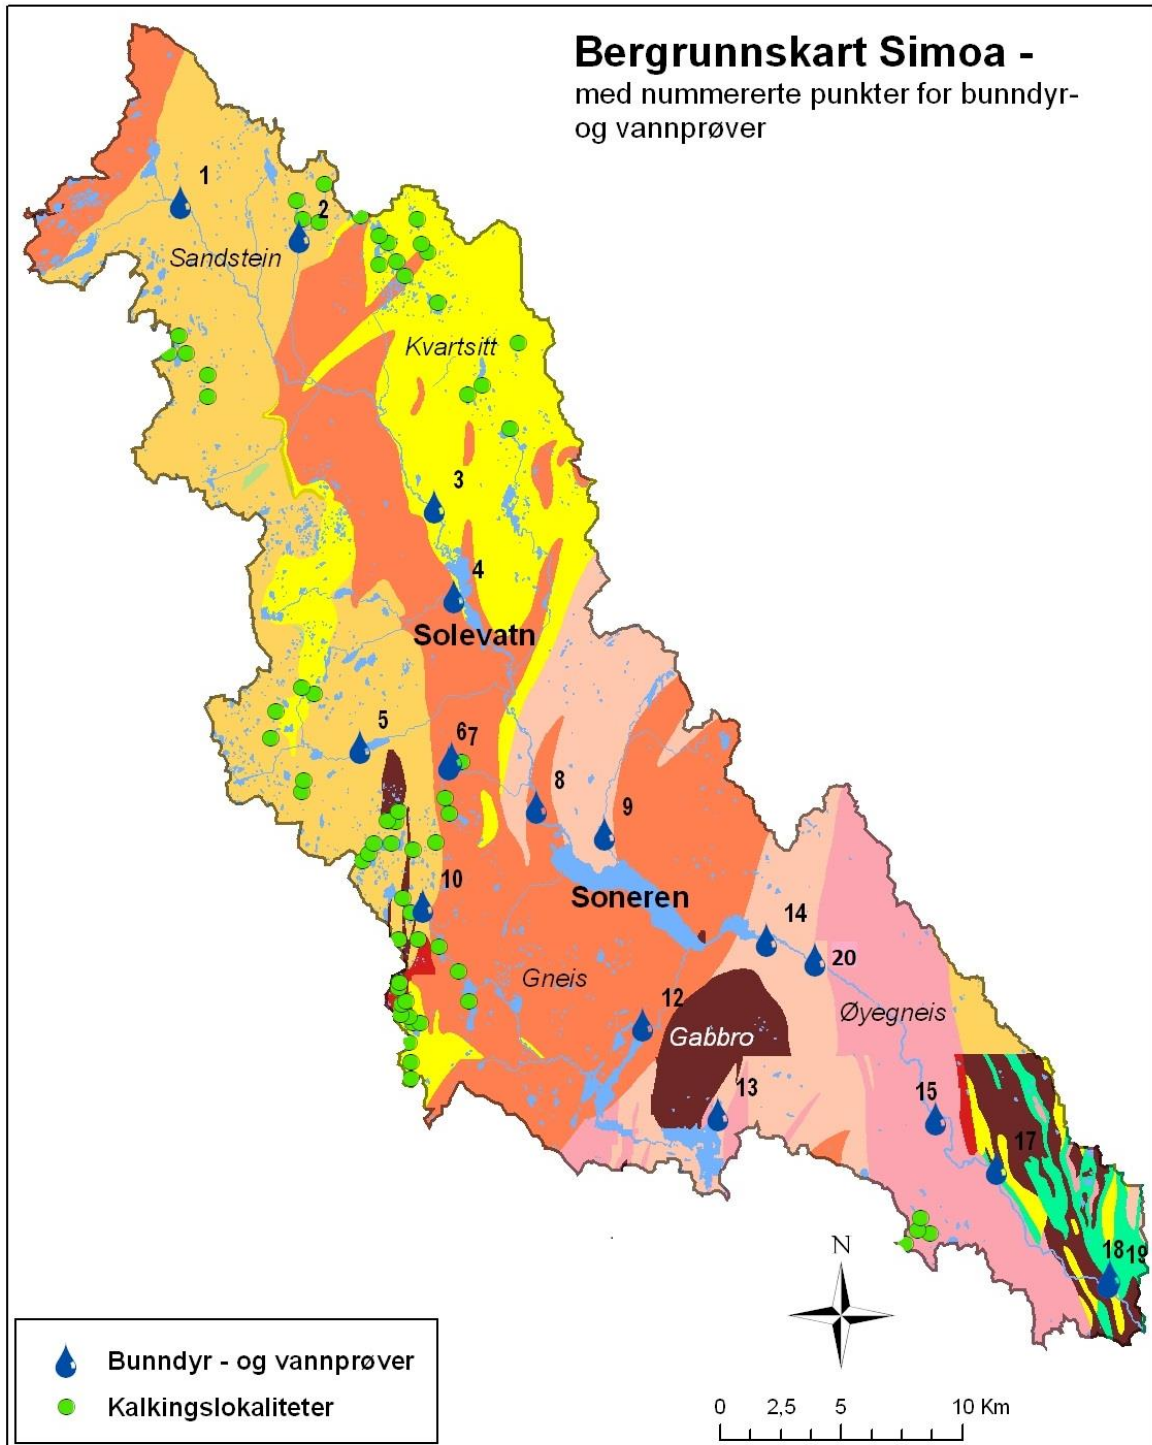 Bergrunnskart Simoa -
med nummererte punkter for bunndyr-
og vannprøver
1
2
Sandstein
Kvartsitt
3
4
Solevatn
5
67
8
9
10
Soneren
14
20
Gneis
12
Øyegneis
Gabbro
13
15
17
18
19
N
Bunndyr - og vannprøver
Kalkingslokaliteter
0 2,5 5 10 Km